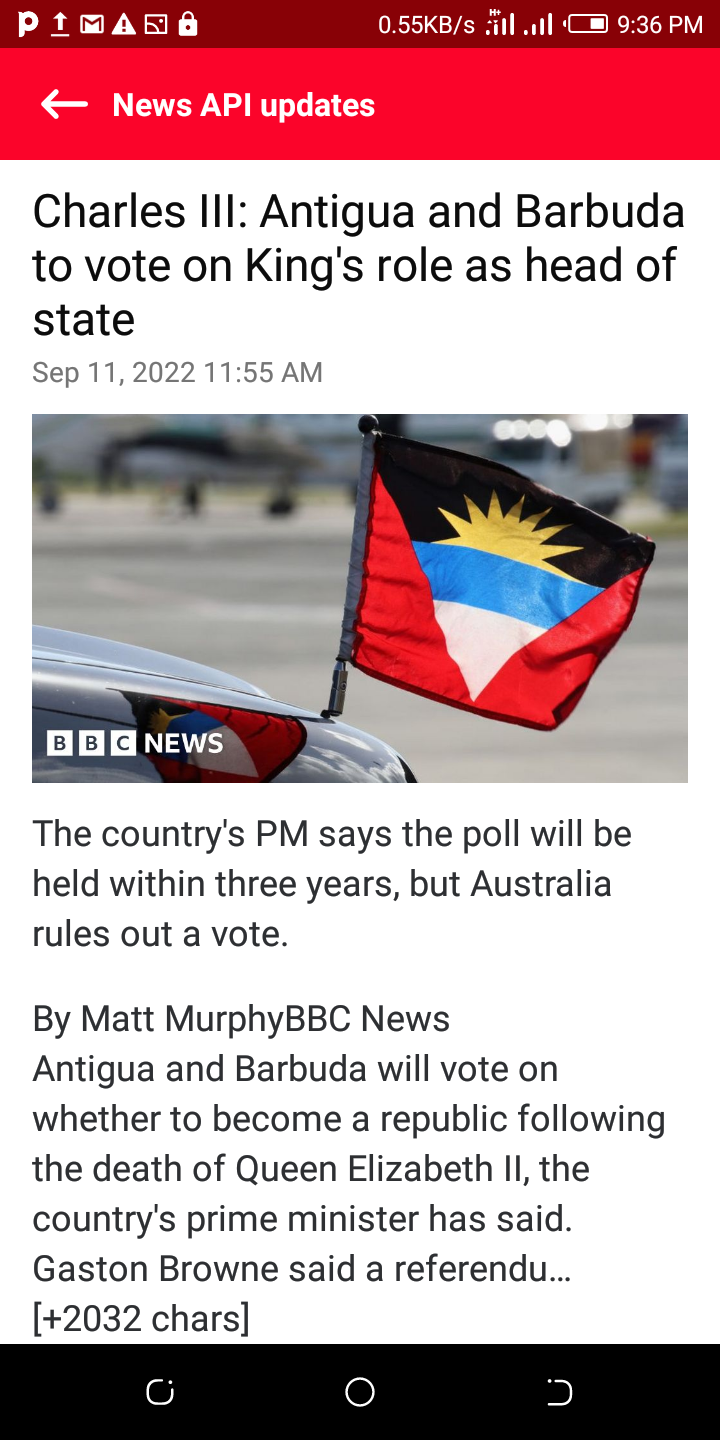 0.55KB/s H+ 9:36 PM
News API updates
Charles III: Antigua and Barbuda
to vote on King's role as head of
state
Sep 11, 2022 11:55 AM
BBC NEWS
The country's PM says the poll will be
held within three years, but Australia
rules out a vote.
By Matt MurphyBBC News
Antigua and Barbuda will vote on
whether to become a republic following
the death of Queen Elizabeth II, the
country's prime minister has said.
Gaston Browne said a referendu…
[+2032 chars]